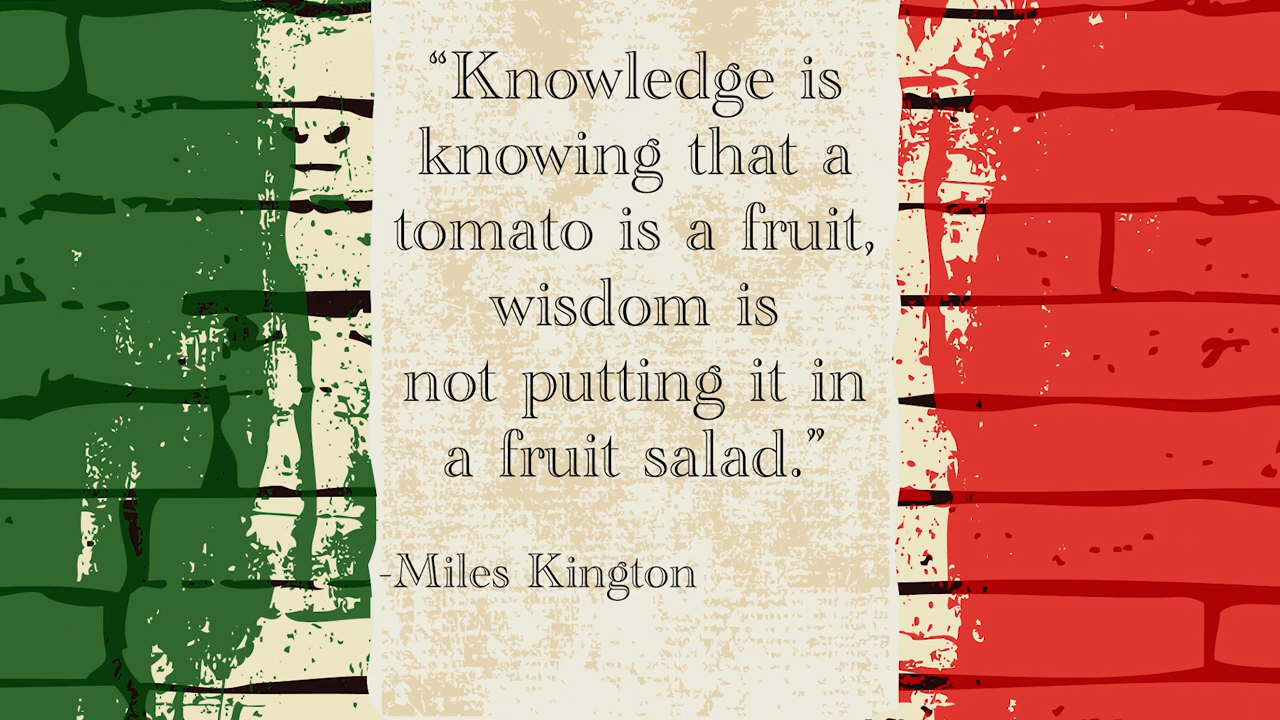 “Knowledge is
knowing that a
tomato is a fruit,
wisdom is
not putting it in
a fruit salad.”
-Miles Kington